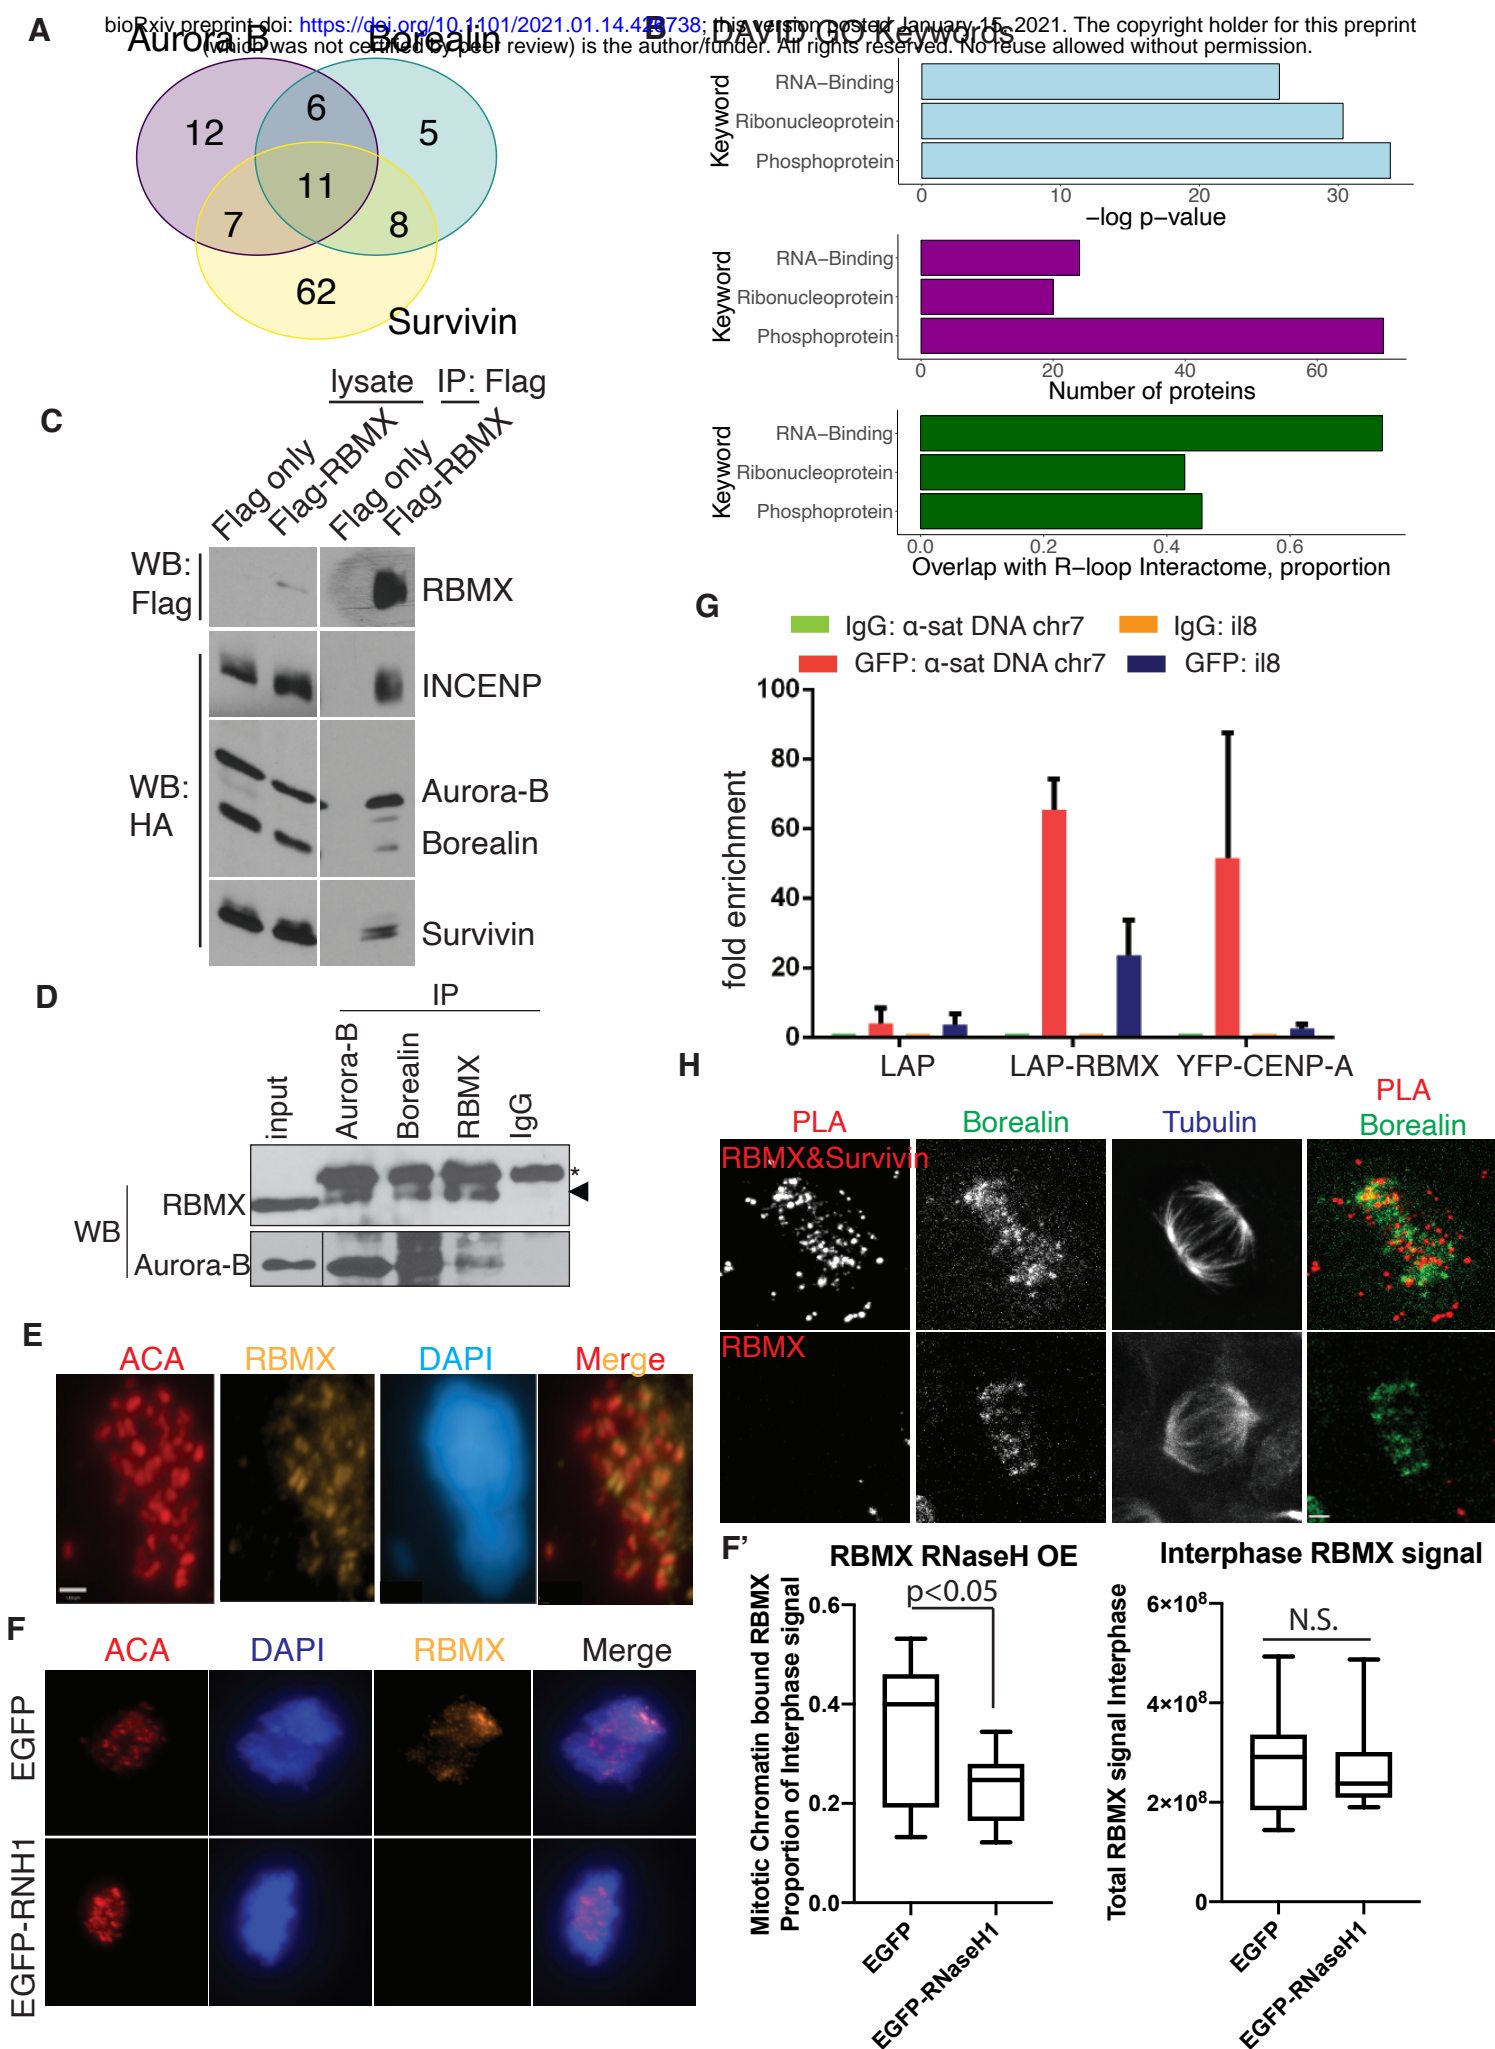 bioRxiv preprint doi: https://doi.org/10.1101/2021.01.14.426738; this version posted January 15, 2021. The copyright holder for this preprint
(which was not certified by peer review) is the author/funder. All rights reserved. No reuse allowed without permission.
A
Aurora B
Borealin
12
6
5
11
7
8
62
Survivin
B
DAVID GO Keywords
Keyword
RNA−Binding
Ribonucleoprotein
Phosphoprotein
0 10 20 30
−log p−value
Keyword
RNA−Binding
Ribonucleoprotein
Phosphoprotein
0 20 40 60
Number of proteins
Keyword
RNA−Binding
Ribonucleoprotein
Phosphoprotein
0.0 0.2 0.4 0.6
Overlap with R−loop Interactome, proportion
C
lysate IP: Flag
Flag only
Flag-RBMX
Flag only
Flag-RBMX
WB:
Flag
RBMX
INCENP
WB:
HA
Aurora-B
Borealin
Survivin
D
IP
input
Aurora-B
Borealin
RBMX
IgG
*
WB
RBMX
Aurora-B
E
ACA RBMX DAPI Merge
F
ACA DAPI RBMX Merge
EGFP
EGFP-RNH1
G
IgG: α-sat DNA chr7 IgG: il8
GFP: α-sat DNA chr7 GFP: il8
fold enrichment
100
80
60
40
20
0
LAP LAP-RBMX YFP-CENP-A
H
PLA Borealin Tubulin PLA
Borealin
RBMX&Survivin
RBMX
F’
RBMX RNaseH OE
p<0.05
Mitotic Chromatin bound RBMX
Proportion of Interphase signal
0.6
0.4
0.2
0.0
EGFP
EGFP-RNaseH1
Interphase RBMX signal
N.S.
Total RBMX signal Interphase
6×10⁸
4×10⁸
2×10⁸
0
EGFP
EGFP-RNaseH1